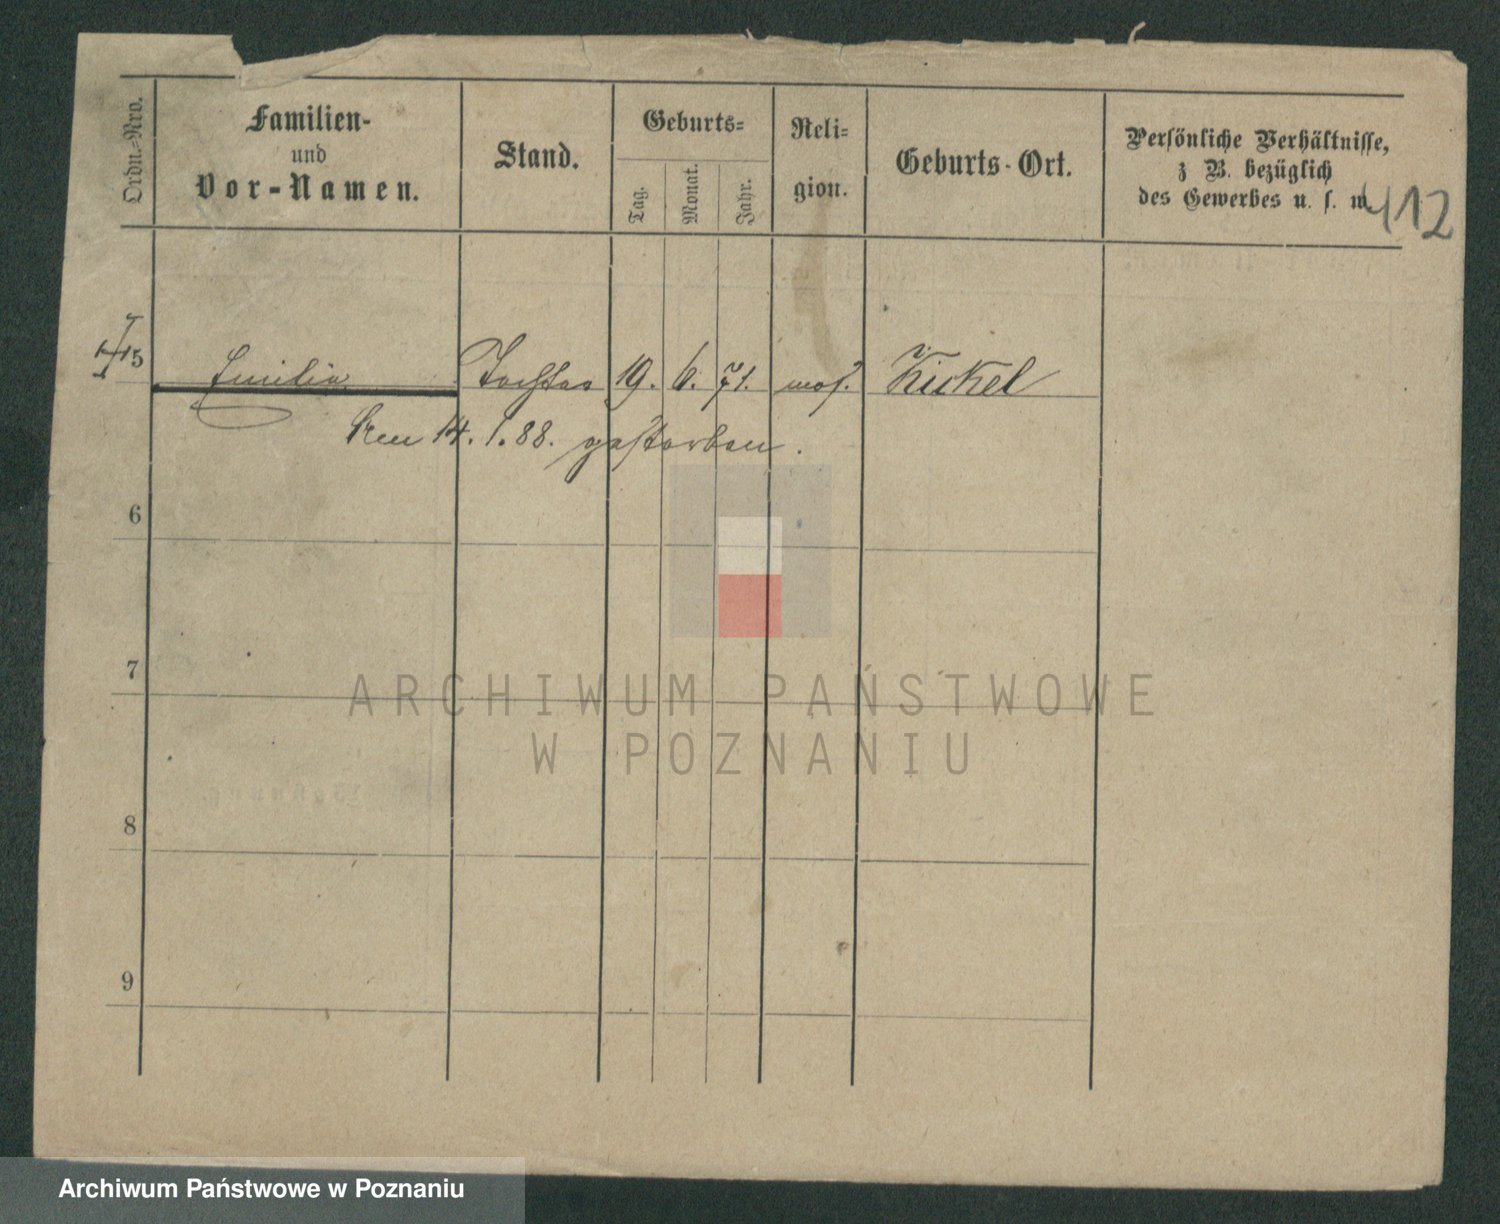 Ordn.=Nro.
Familien-
und
Vor-Namen.
Stand.
Geburts=
Tag.
Monat.
Jahr.
Reli=
gion.
Geburts-Ort.
Persönliche Verhältnisse,
z B. bezüglich
des Gewerbes u. s. w.
412
5 Emilie Tochter 19. 6. 71. mos.
den 14. 1. 88. gestorben.
6
7
8
9
ARCHIWUM PAŃSTWOWE
W POZNANIU
Archiwum Państwowe w Poznaniu